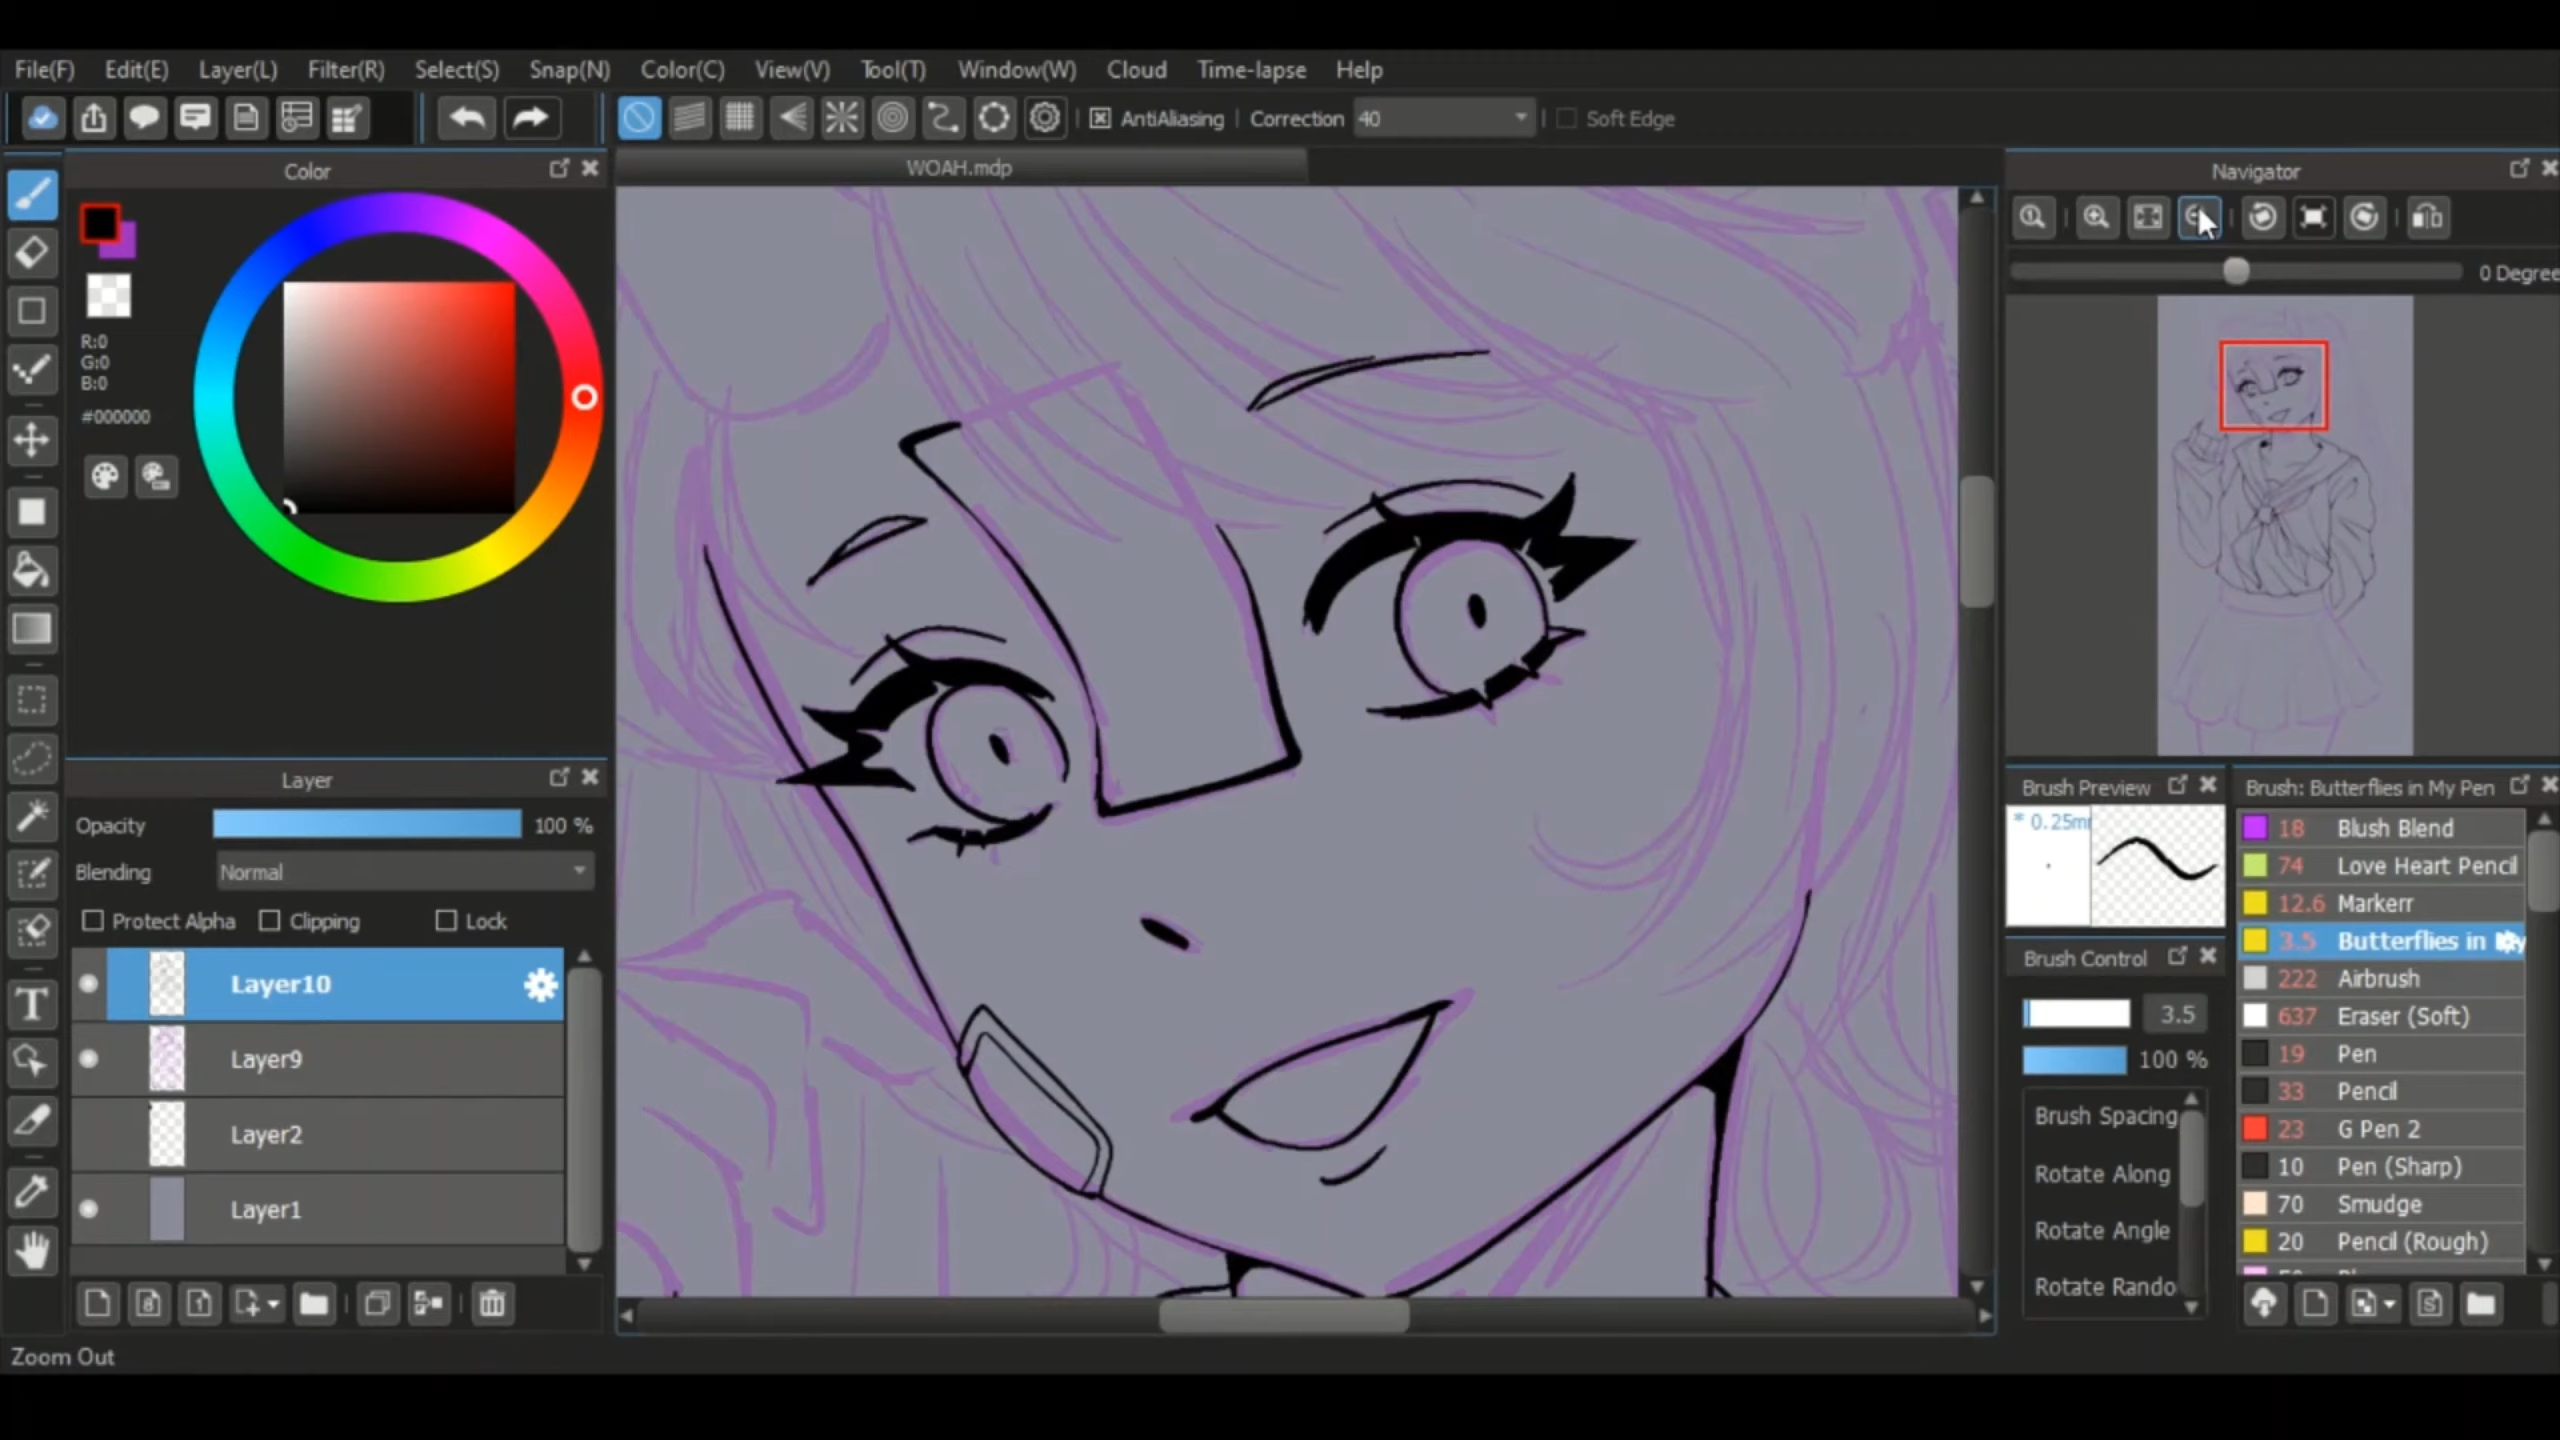 File(F) Edit(E) Layer(L) Filter(R) Select(S) Snap(N) Color(C) View(V) Tool(T) Window(W) Cloud Time-lapse Help
AntiAliasing Correction 40 Soft Edge
Color
WOAH.mdp
Navigator
R:0
G:0
B:0
#000000
0 Degree
Layer
Opacity 100 %
Blending Normal
Protect Alpha Clipping Lock
Layer10
Layer9
Layer2
Layer1
Zoom Out
Brush Preview
* 0.25m
Brush Control
3.5
100 %
Brush Spacing
Rotate Along
Rotate Angle
Rotate Rando
Brush: Butterflies in My Pen
18 Blush Blend
74 Love Heart Pencil
12.6 Markerr
3.5 Butterflies in
222 Airbrush
637 Eraser (Soft)
19 Pen
33 Pencil
23 G Pen 2
10 Pen (Sharp)
70 Smudge
20 Pencil (Rough)